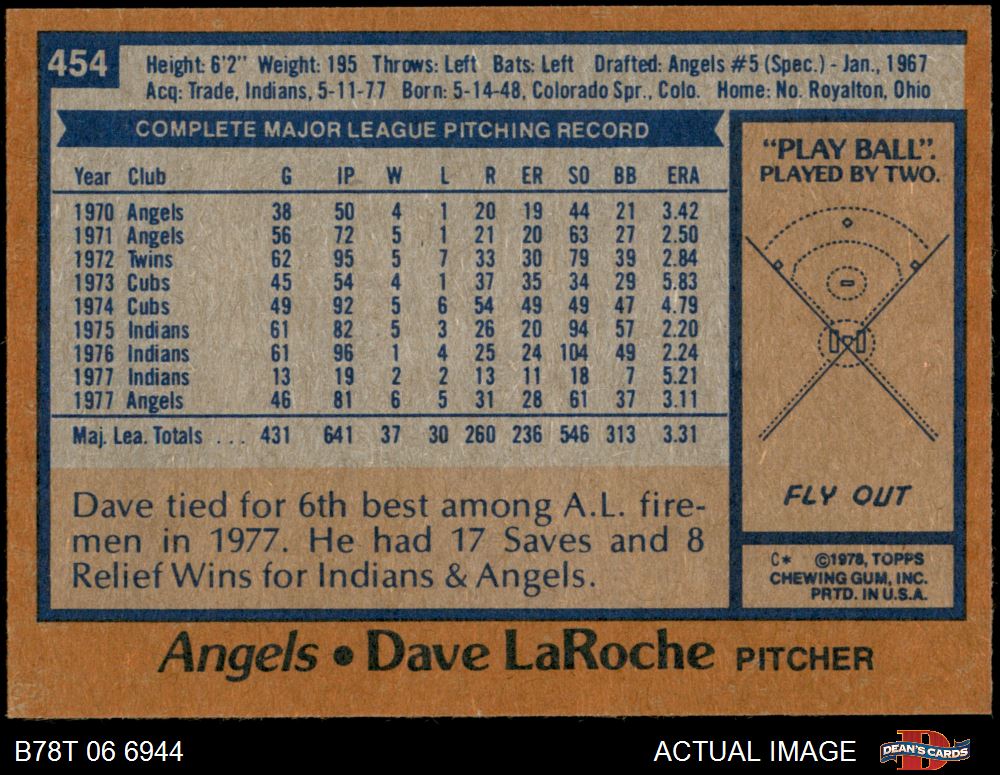 454
Height: 6'2" Weight: 195 Throws: Left Bats: Left Drafted: Angels #5 (Spec.) - Jan., 1967
Acq: Trade, Indians, 5-11-77 Born: 5-14-48, Colorado Spr., Colo. Home: No. Royalton, Ohio
COMPLETE MAJOR LEAGUE PITCHING RECORD
Year Club G IP W L R ER SO BB ERA
1970 Angels 38 50 4 1 20 19 44 21 3.42
1971 Angels 56 72 5 1 21 20 63 27 2.50
1972 Twins 62 95 5 7 33 30 79 39 2.84
1973 Cubs 45 54 4 1 37 35 34 29 5.83
1974 Cubs 49 92 5 6 54 49 49 47 4.79
1975 Indians 61 82 5 3 26 20 94 57 2.20
1976 Indians 61 96 1 4 25 24 104 49 2.24
1977 Indians 13 19 2 2 13 11 18 7 5.21
1977 Angels 46 81 6 5 31 28 61 37 3.11
Maj. Lea. Totals ... 431 641 37 30 260 236 546 313 3.31
Dave tied for 6th best among A.L. fire-
men in 1977. He had 17 Saves and 8
Relief Wins for Indians & Angels.
"PLAY BALL".
PLAYED BY TWO.
FLY OUT
C* ©1978, TOPPS
CHEWING GUM, INC.
PRTD. IN U.S.A.
Angels • Dave LaRoche PITCHER
B78T 06 6944
ACTUAL IMAGE
D
DEAN'S CARDS